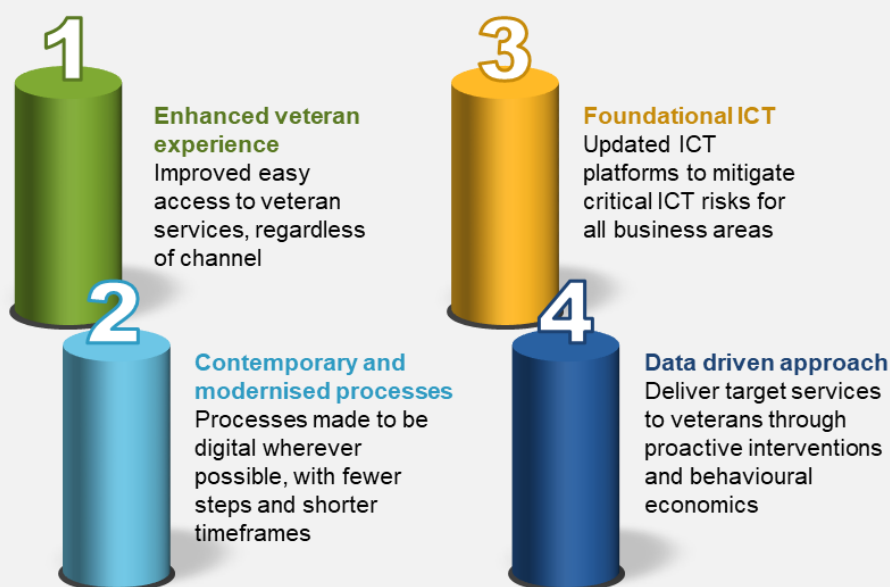 1
Enhanced veteran
experience
Improved easy
access to veteran
services, regardless
of channel
2
Contemporary and
modernised processes
Processes made to be
digital wherever
possible, with fewer
steps and shorter
timeframes
3
Foundational ICT
Updated ICT
platforms to mitigate
critical ICT risks for
all business areas
4
Data driven approach
Deliver target services
to veterans through
proactive interventions
and behavioural
economics